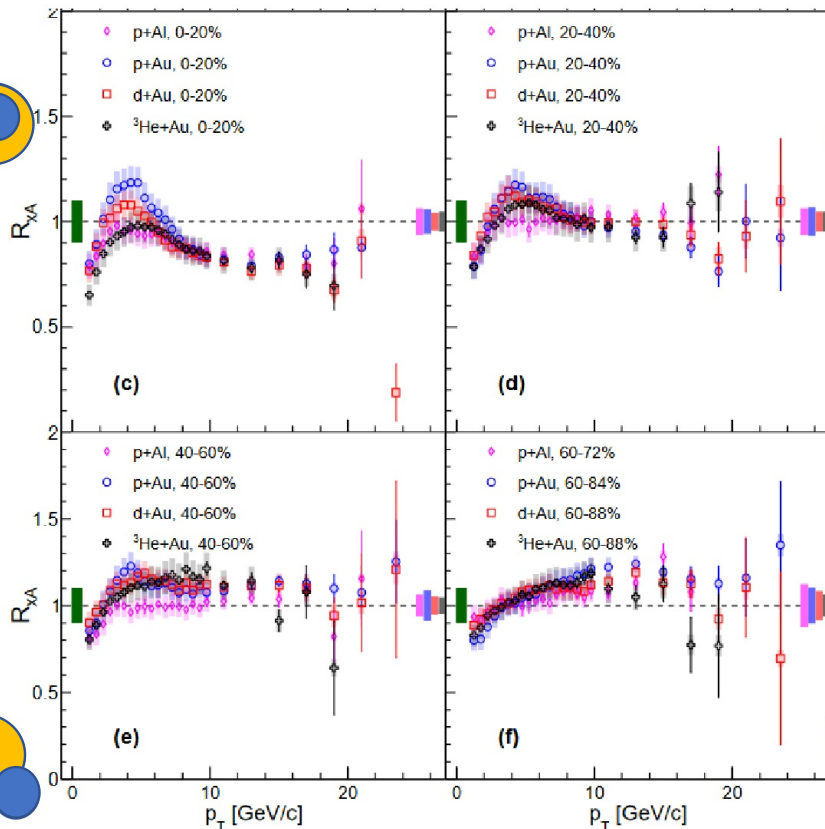 2
p+Al, 0-20%
p+Au, 0-20%
d+Au, 0-20%
³He+Au, 0-20%
1.5
1
0.5
R_xA
(c)
p+Al, 20-40%
p+Au, 20-40%
d+Au, 20-40%
³He+Au, 20-40%
(d)
2
p+Al, 40-60%
p+Au, 40-60%
d+Au, 40-60%
³He+Au, 40-60%
1.5
1
0.5
0
R_xA
(e)
p+Al, 60-72%
p+Au, 60-84%
d+Au, 60-88%
³He+Au, 60-88%
(f)
0 10 20
p_T [GeV/c]
0 10 20
p_T [GeV/c]